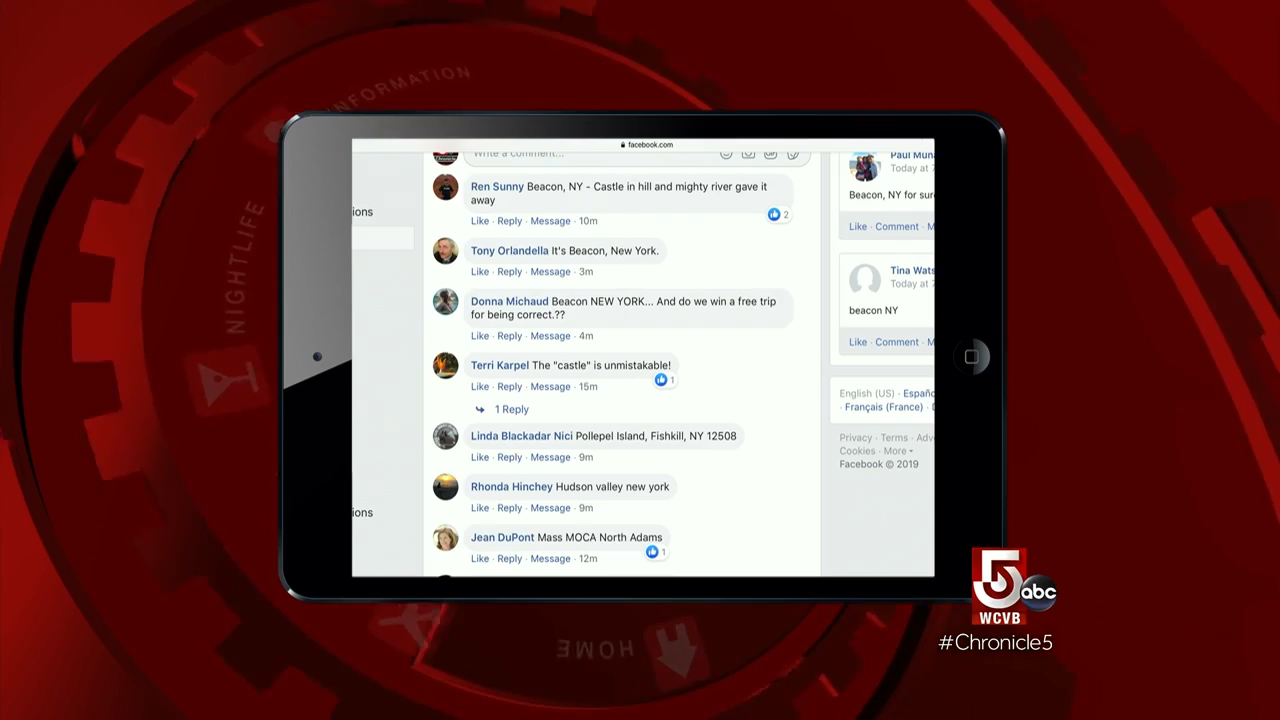 INFORMATION
NIGHTLIFE
HOME
facebook.com
Write a comment...
Ren Sunny Beacon, NY - Castle in hill and mighty river gave it
away
Like · Reply · Message · 10m
2
Tony Orlandella It's Beacon, New York.
Like · Reply · Message · 3m
Donna Michaud Beacon NEW YORK... And do we win a free trip
for being correct.??
Like · Reply · Message · 4m
Terri Karpel The "castle" is unmistakable!
Like · Reply · Message · 15m
1
1 Reply
Linda Blackadar Nici Pollepel Island, Fishkill, NY 12508
Like · Reply · Message · 9m
Rhonda Hinchey Hudson valley new york
Like · Reply · Message · 9m
Jean DuPont Mass MOCA North Adams
Like · Reply · Message · 12m
1
ions
ions
Paul Mun
Today at 7
Beacon, NY for sur
Like · Comment · M
Tina Wats
Today at 7
beacon NY
Like · Comment · M
English (US) · Españo
· Français (France) ·
Privacy · Terms · Adv
Cookies · More
Facebook © 2019
5
abc
WCVB
#Chronicle5